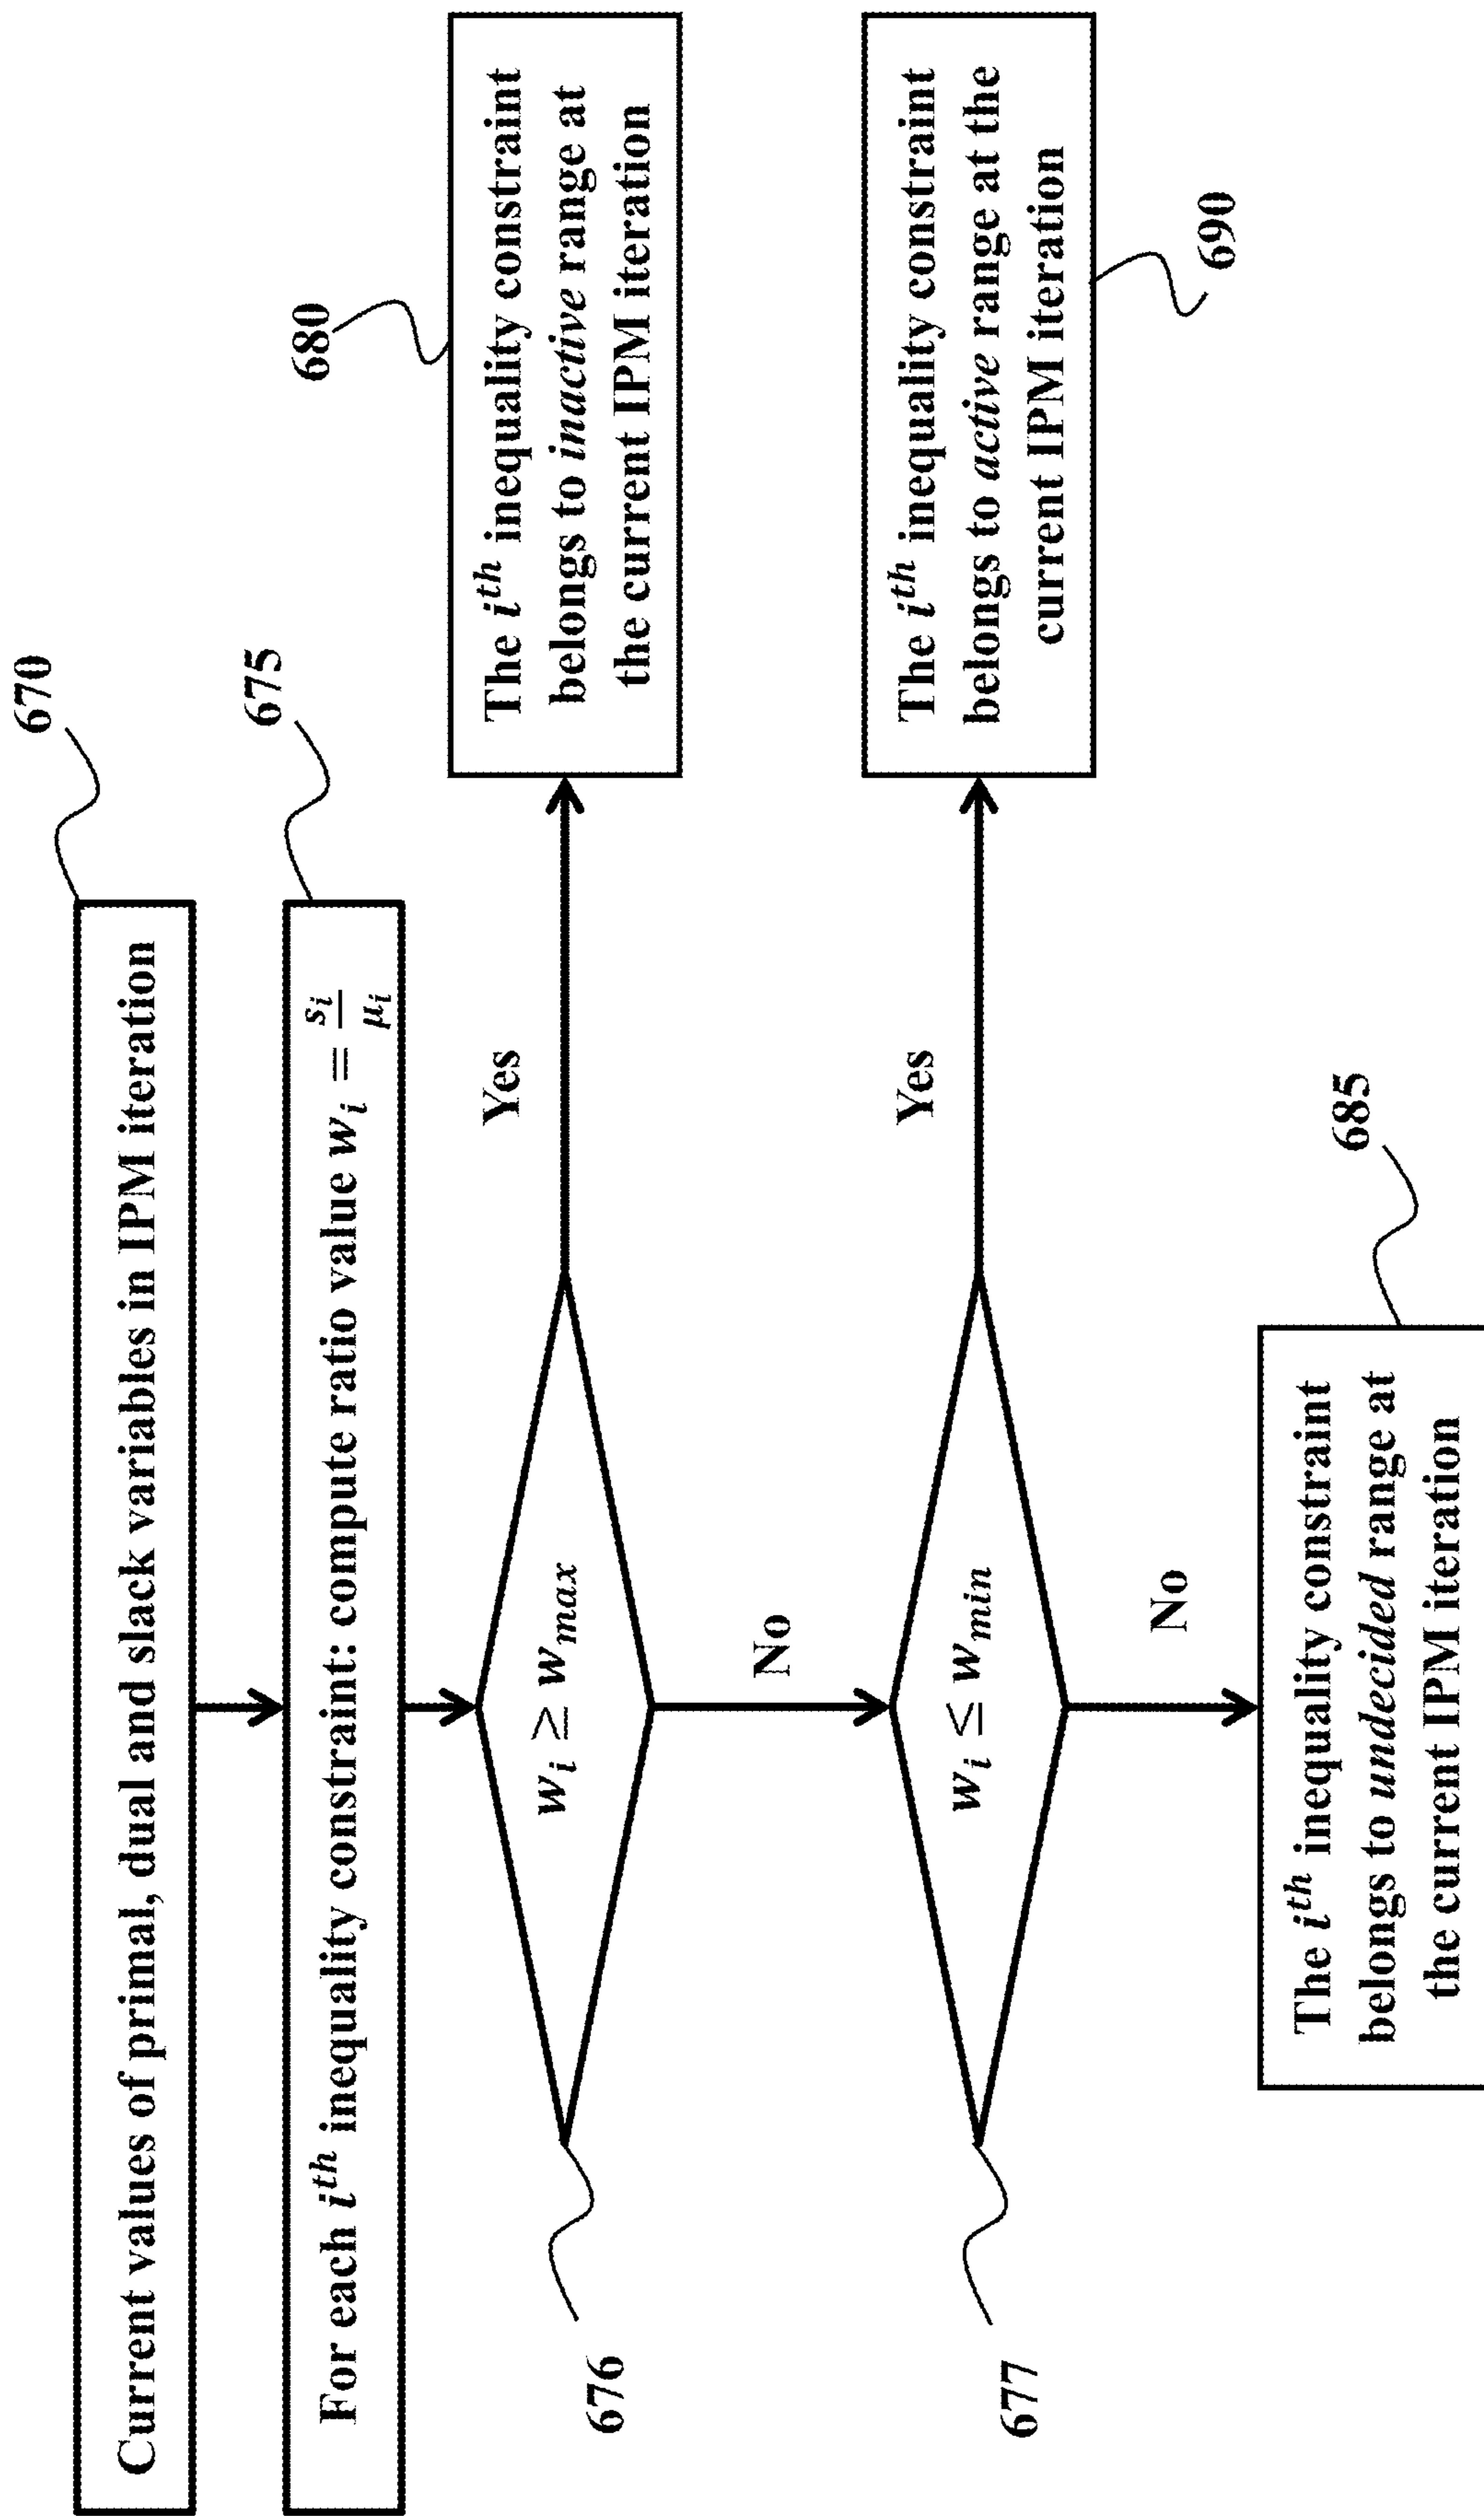 670
Current values of primal, dual and slack variables in IPM iteration
675
For each i^th inequality constraint: compute ratio value w_i = s_i/μ_i
676
w_i ≥ w_max
Yes
680
The i^th inequality constraint
belongs to inactive range at
the current IPM iteration
No
677
w_i ≤ w_min
Yes
The i^th inequality constraint
belongs to active range at the
current IPM iteration
690
No
685
The i^th inequality constraint
belongs to undecided range at
the current IPM iteration